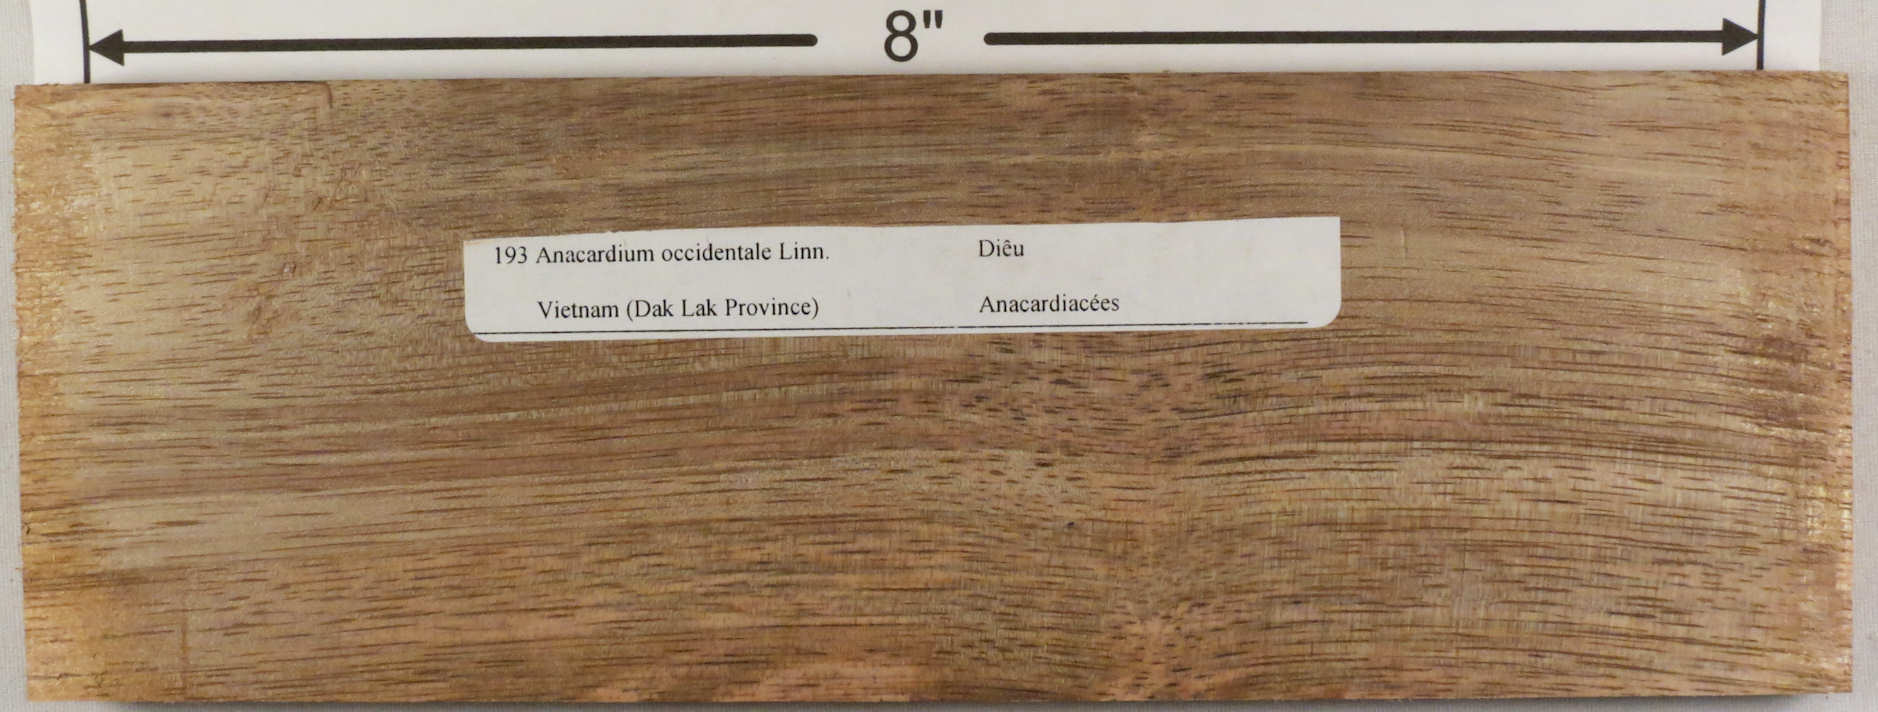 8"
193 Anacardium occidentale Linn. Diêu
Vietnam (Dak Lak Province) Anacardiacées